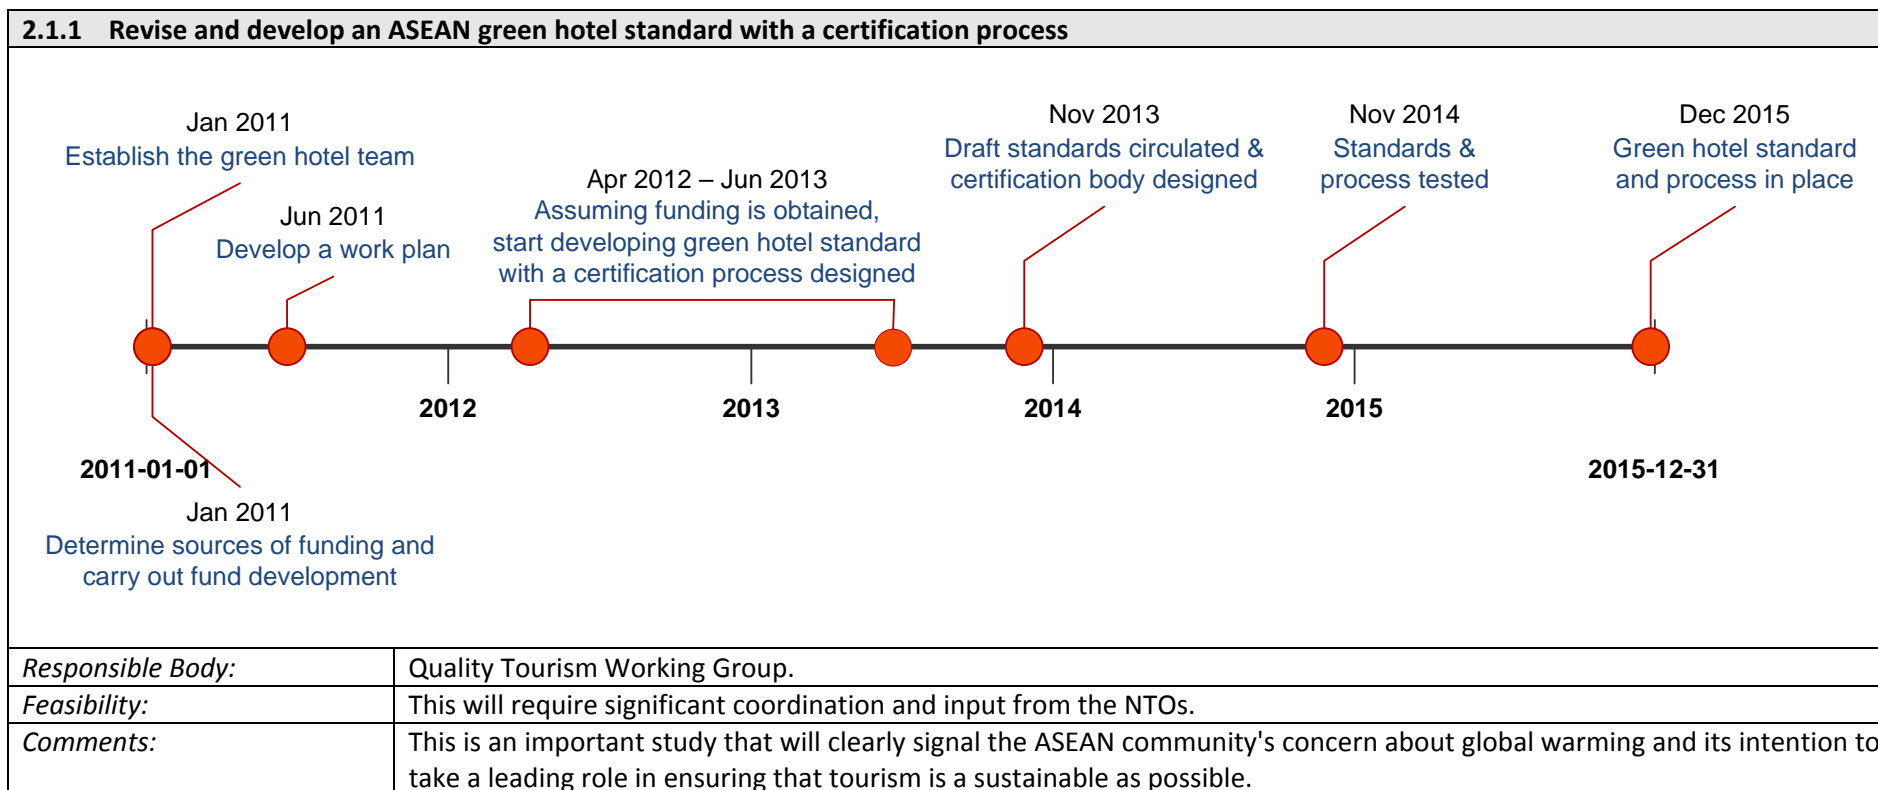 2.1.1 Revise and develop an ASEAN green hotel standard with a certification process
Jan 2011
Establish the green hotel team
Jun 2011
Develop a work plan
Apr 2012 – Jun 2013
Assuming funding is obtained,
start developing green hotel standard
with a certification process designed
Nov 2013
Draft standards circulated &
certification body designed
Nov 2014
Standards &
process tested
Dec 2015
Green hotel standard
and process in place
2012
2013
2014
2015
2011-01-01
2015-12-31
Jan 2011
Determine sources of funding and
carry out fund development
Responsible Body: Quality Tourism Working Group.
Feasibility: This will require significant coordination and input from the NTOs.
Comments: This is an important study that will clearly signal the ASEAN community's concern about global warming and its intention to
take a leading role in ensuring that tourism is a sustainable as possible.